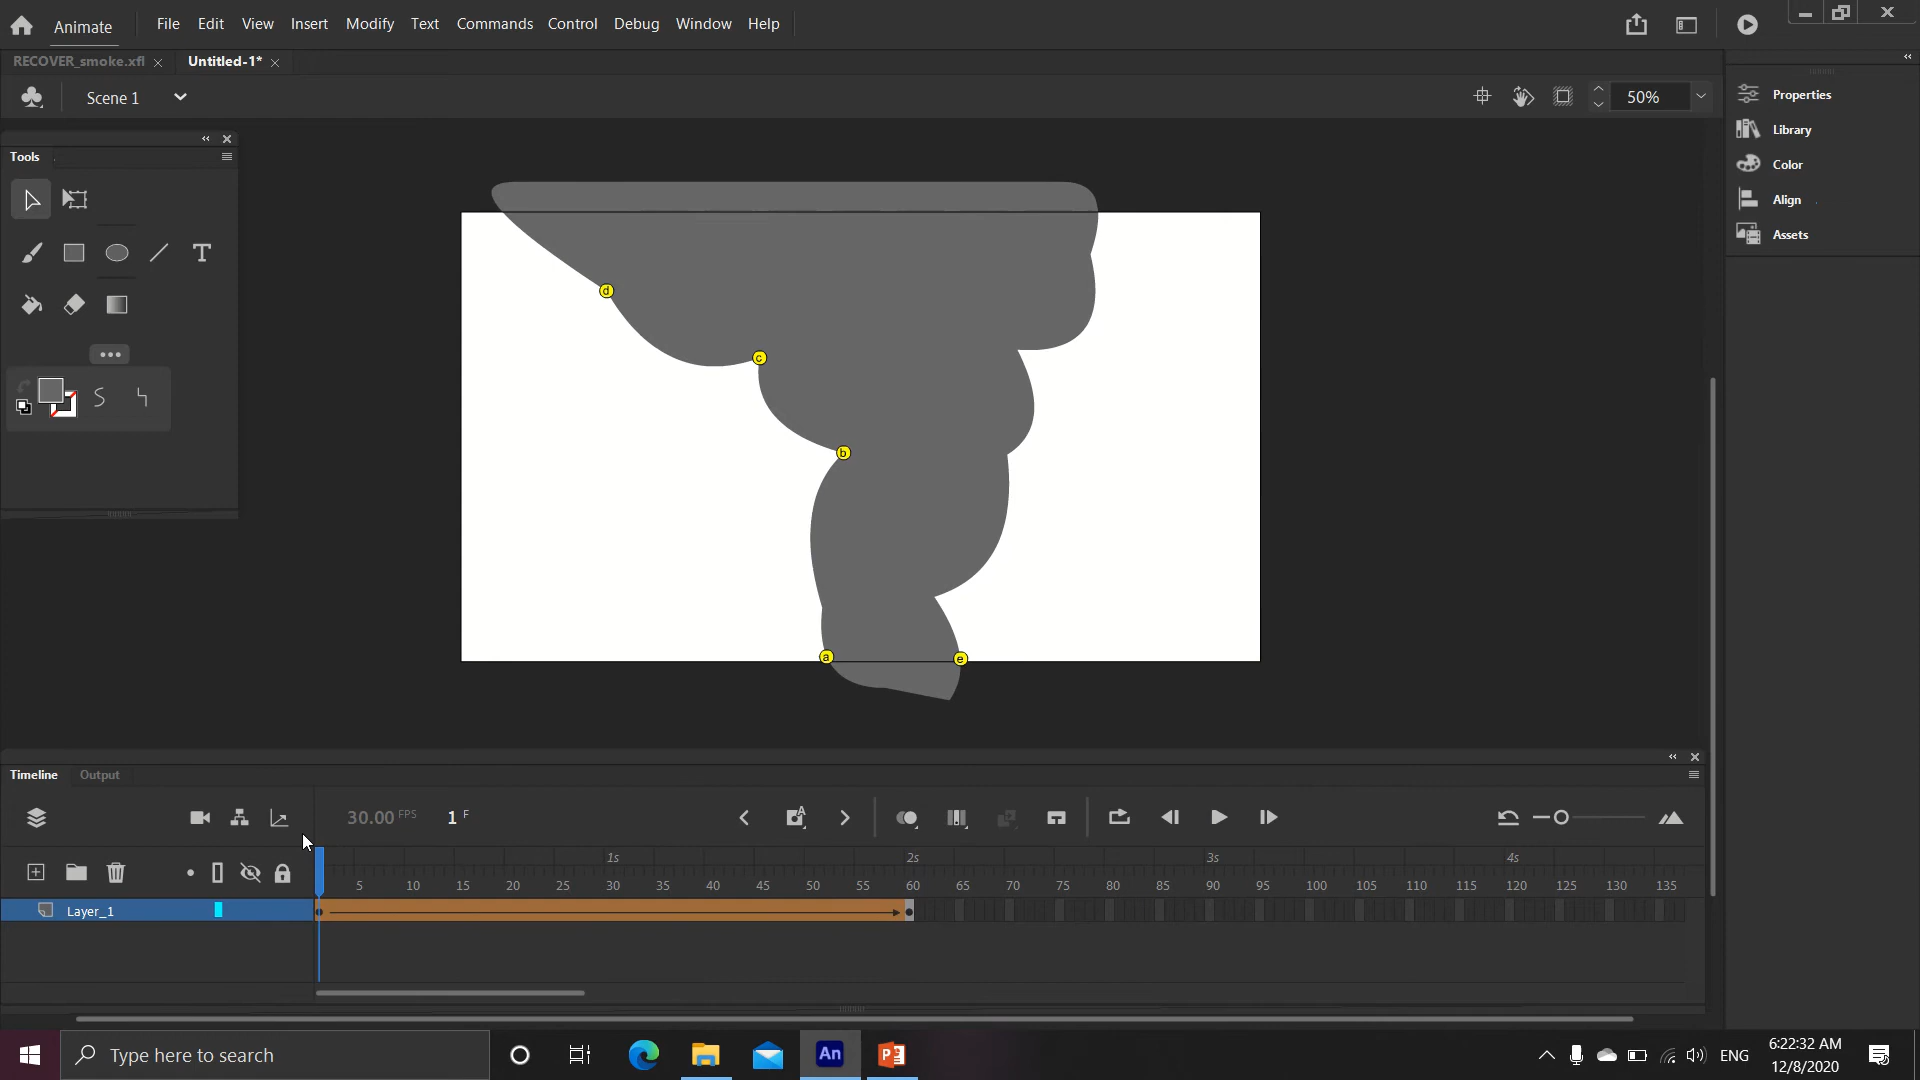 Animate File Edit View Insert Modify Text Commands Control Debug Window Help
RECOVER_smoke.xfl Untitled-1*
Scene 1 50%
Tools
T
Properties
Library
Color
Align
Assets
d
c
b
a e
Timeline Output
30.00 FPS 1 F
1s 2s 3s 4s
5 10 15 20 25 30 35 40 45 50 55 60 65 70 75 80 85 90 95 100 105 110 115 120 125 130 135
Layer_1
Type here to search An P ENG 6:22:32 AM
12/8/2020